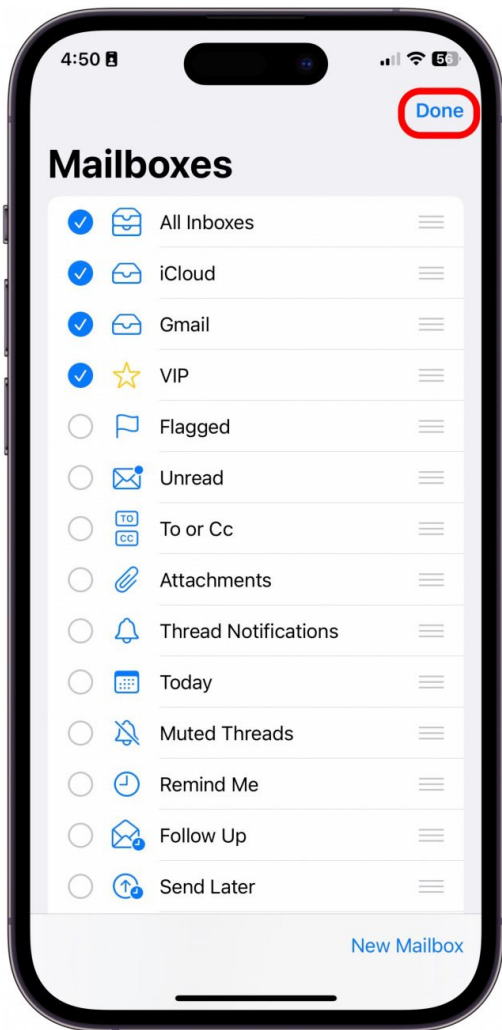 4:50 56
Done
Mailboxes
All Inboxes
iCloud
Gmail
VIP
Flagged
Unread
TO
CC
To or Cc
Attachments
Thread Notifications
Today
Muted Threads
Remind Me
Follow Up
Send Later
New Mailbox